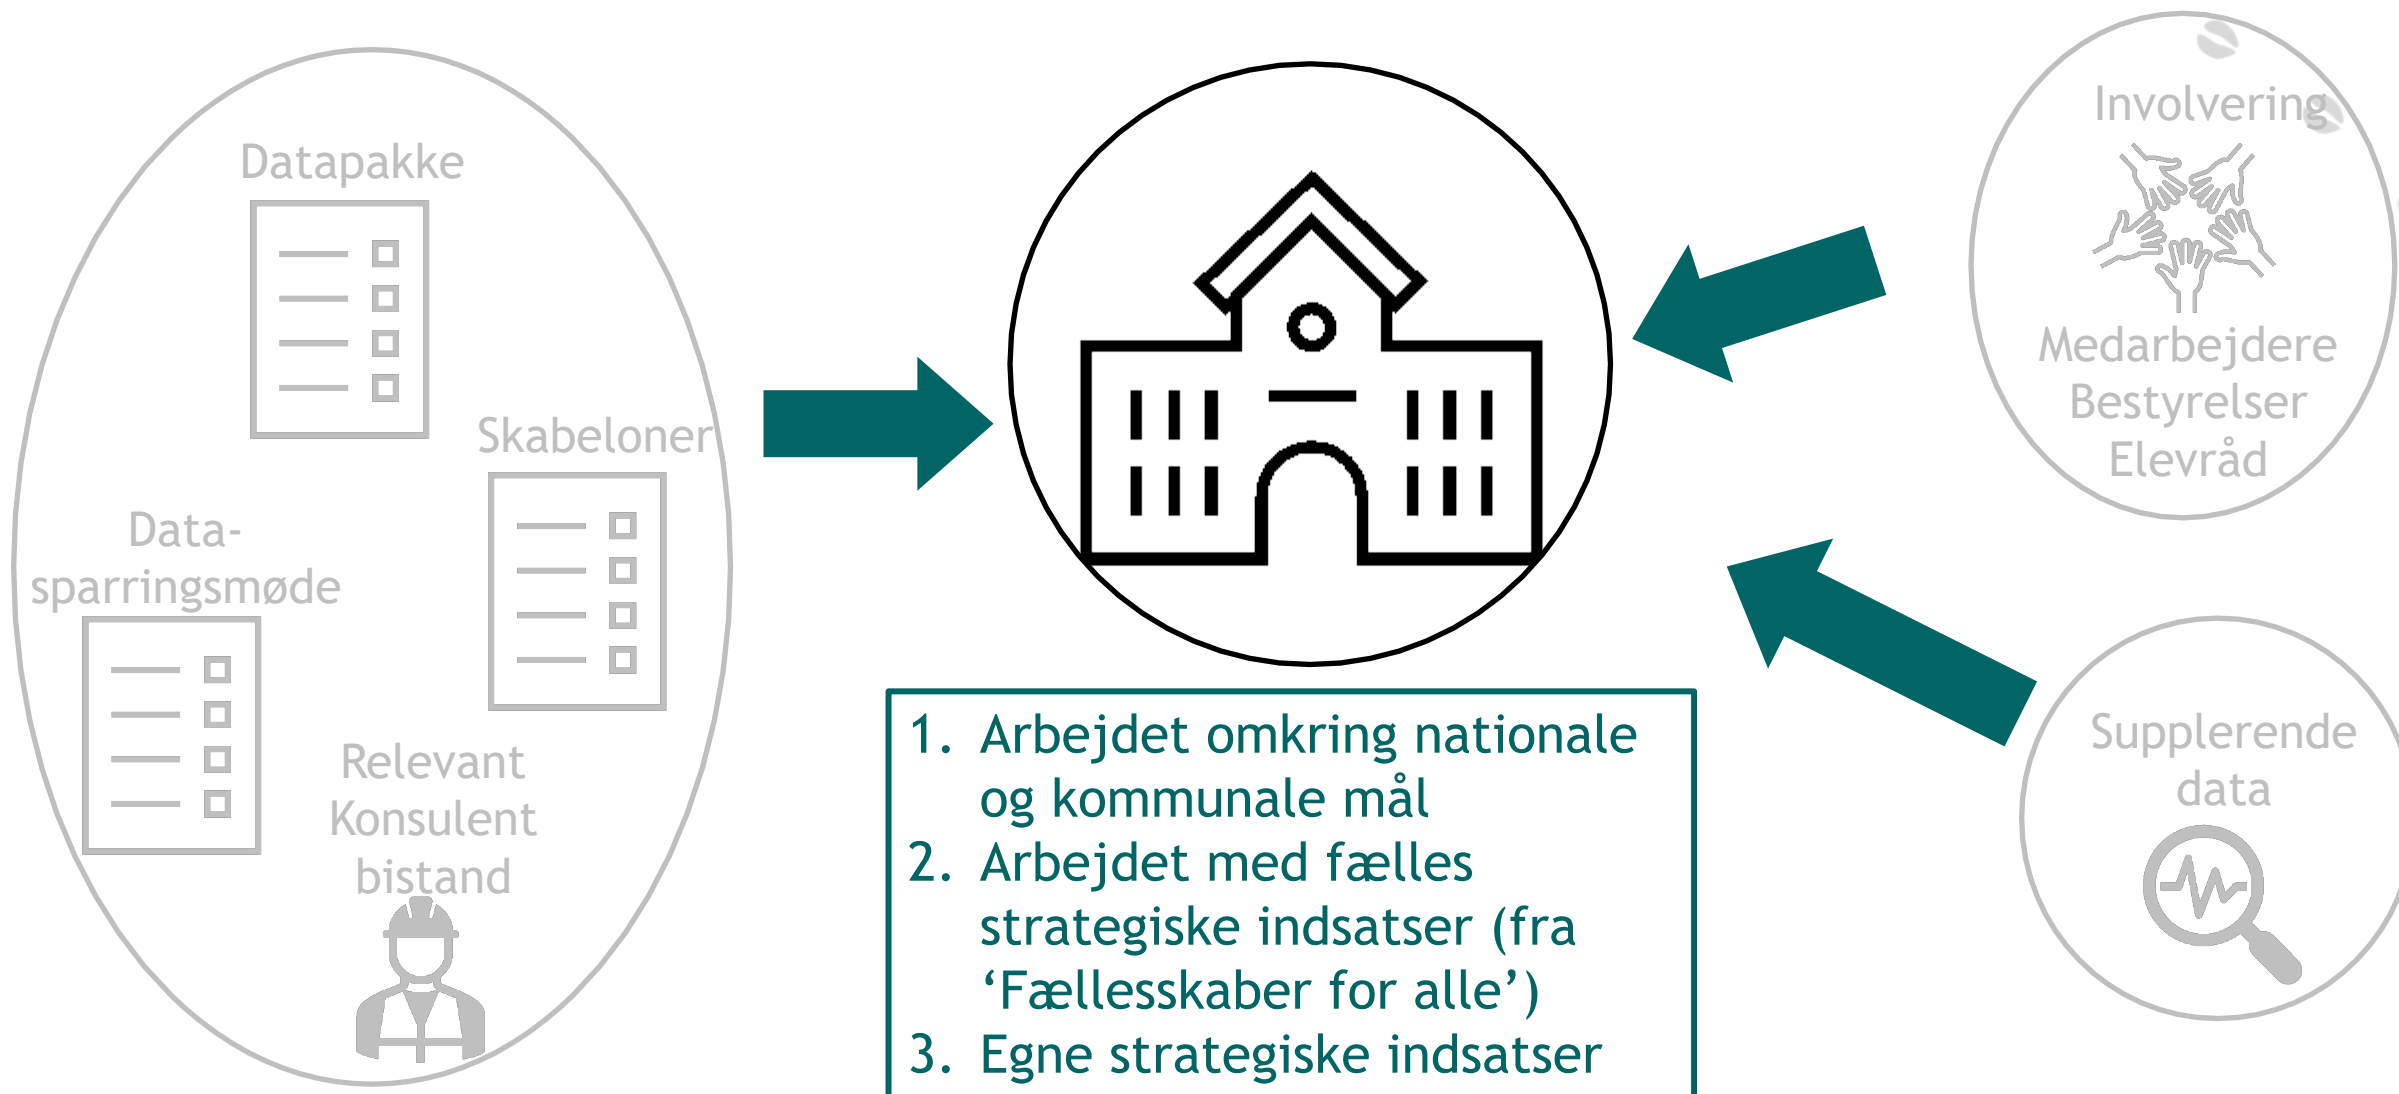 Datapakke
Skabeloner
Data-
sparringsmøde
Relevant
Konsulent
bistand
1. Arbejdet omkring nationale
og kommunale mål
2. Arbejdet med fælles
strategiske indsatser (fra
‘Fællesskaber for alle’)
3. Egne strategiske indsatser
Involvering
Medarbejdere
Bestyrelser
Elevråd
Supplerende
data